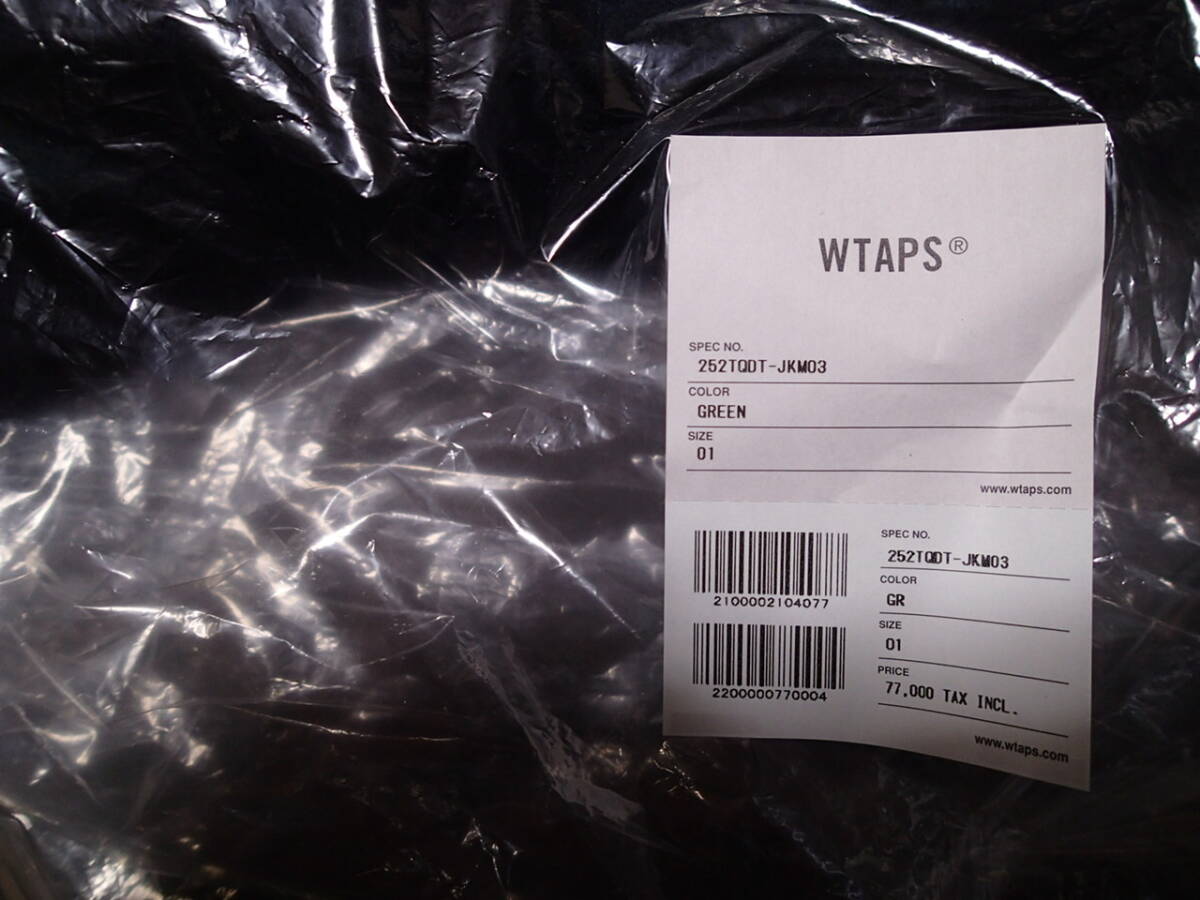 WTAPS®
SPEC NO.
252TQDT-JKM03
COLOR
GREEN
SIZE
01
www.wtaps.com
2100002104077
2200000770004
SPEC NO.
252TQDT-JKM03
COLOR
GR
SIZE
01
PRICE
77,000 TAX INCL.
www.wtaps.com